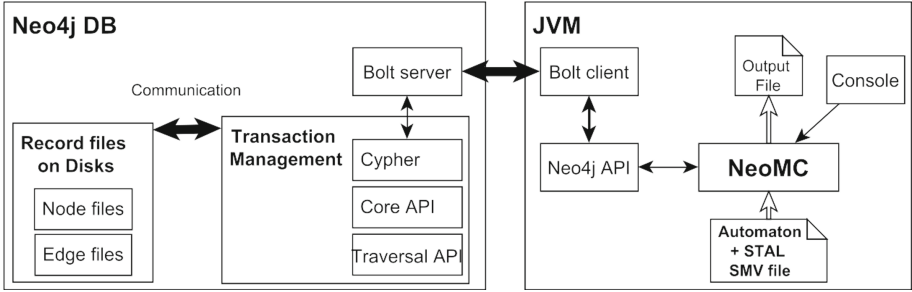 Neo4j DB
Communication
Bolt server
Record files
on Disks
Node files
Edge files
Transaction
Management
Cypher
Core API
Traversal API
JVM
Bolt client
Neo4j API
Output
File
Console
NeoMC
Automaton
+ STAL
SMV file